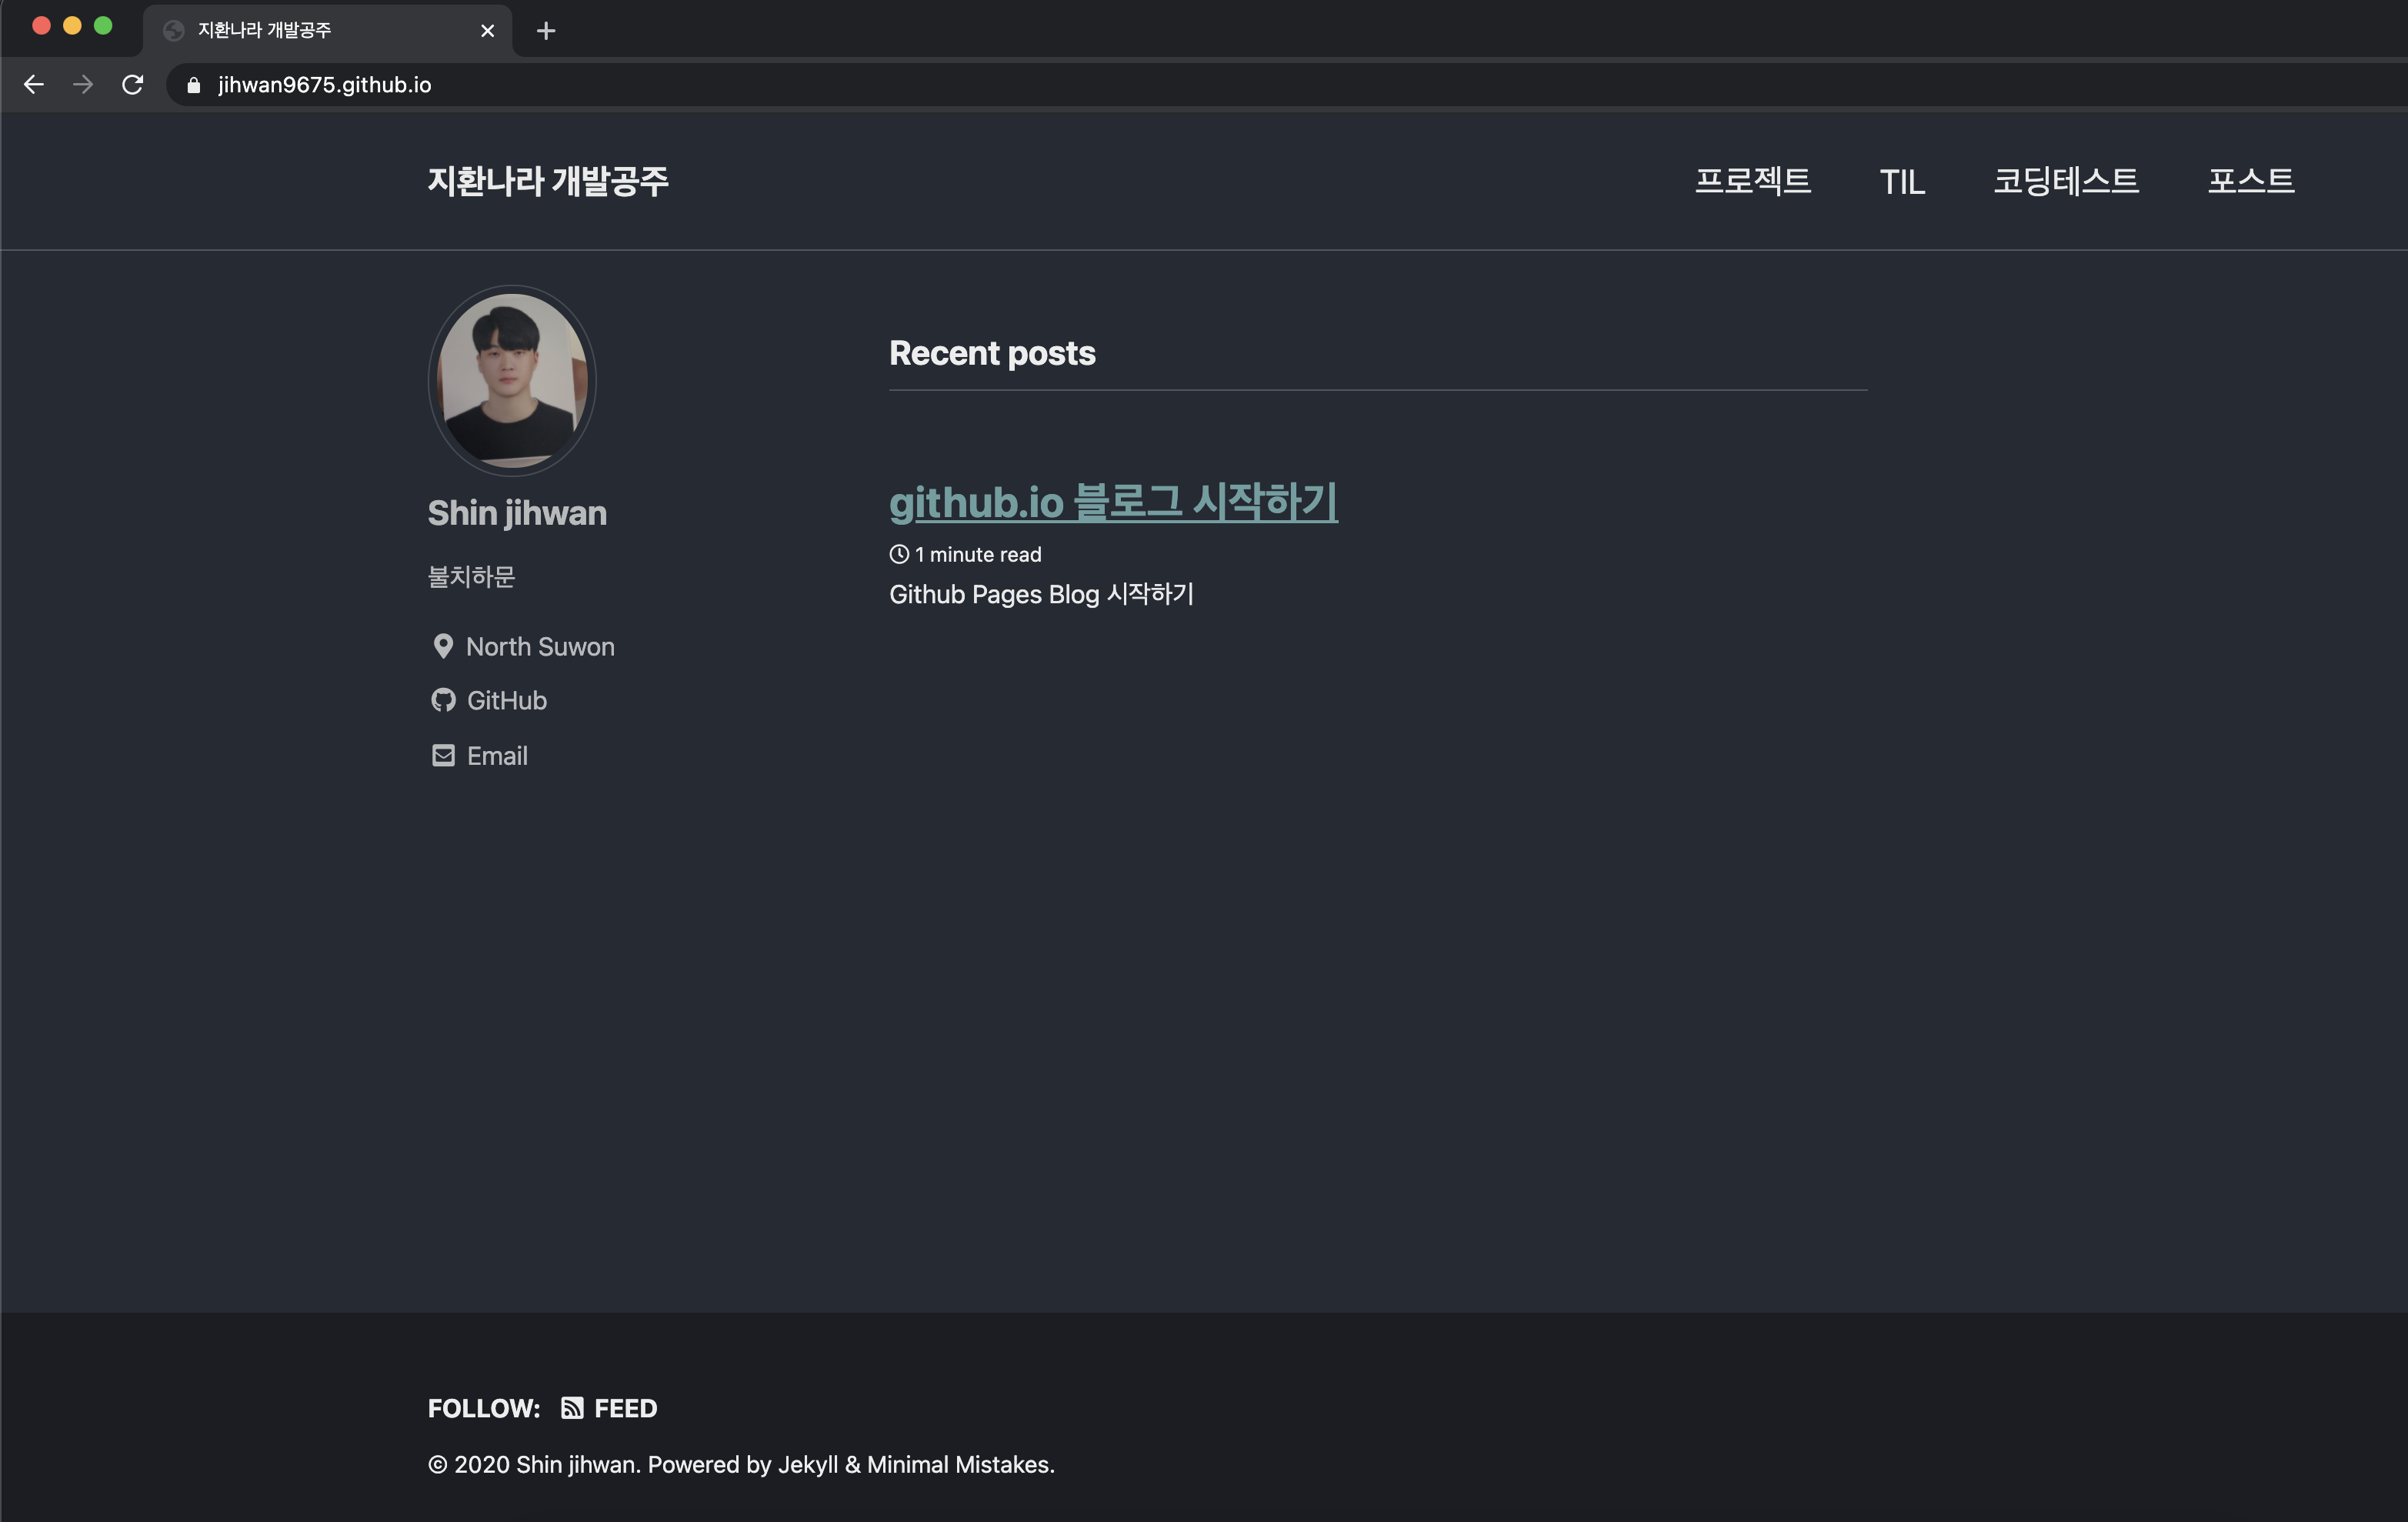 지환나라 개발공주
jihwan9675.github.io
지환나라 개발공주 프로젝트 TIL 코딩테스트 포스트
Shin jihwan
불치하문
North Suwon
GitHub
Email
Recent posts
github.io 블로그 시작하기
1 minute read
Github Pages Blog 시작하기
FOLLOW: FEED
© 2020 Shin jihwan. Powered by Jekyll & Minimal Mistakes.